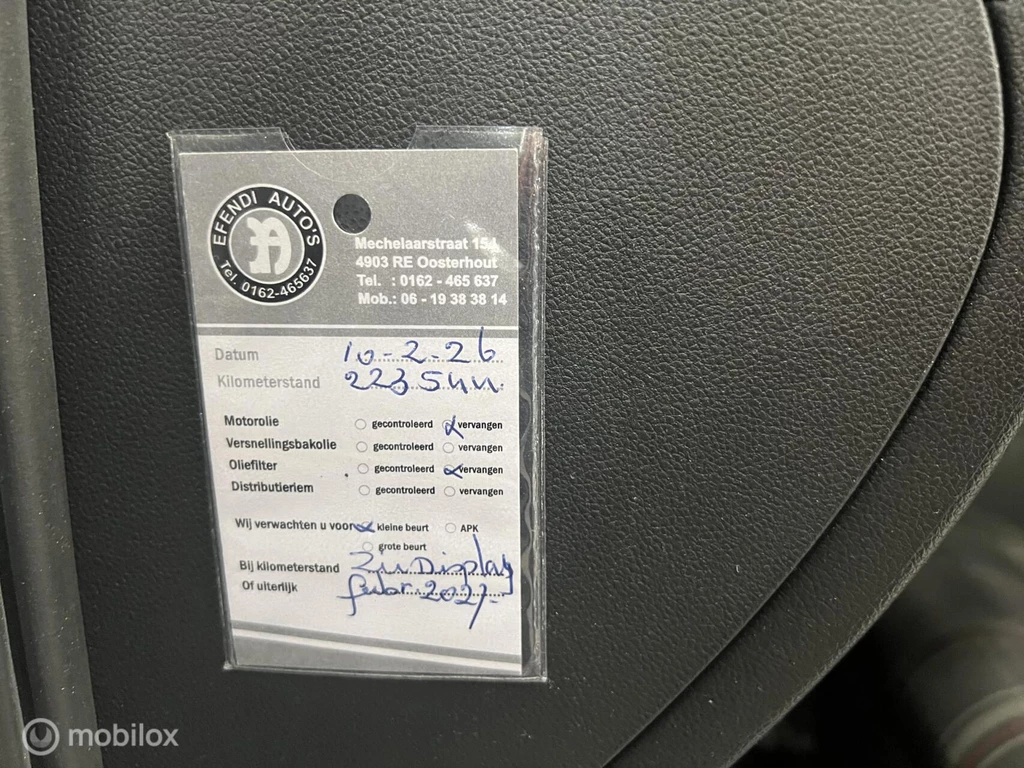 EFENDI AUTO'S
Tel. 0162-465637
Mechelaarstraat 15J
4903 RE Oosterhout
Tel. : 0162 - 465 637
Mob.: 06 - 19 38 38 14
Datum 10-2-26
Kilometerstand
Motorolie gecontroleerd vervangen
Versnellingsbakolie gecontroleerd vervangen
Oliefilter gecontroleerd vervangen
Distributieriem gecontroleerd vervangen
Wij verwachten u voor kleine beurt APK
grote beurt
Bij kilometerstand Zie Display
Of uiterlijk 2027
mobilox